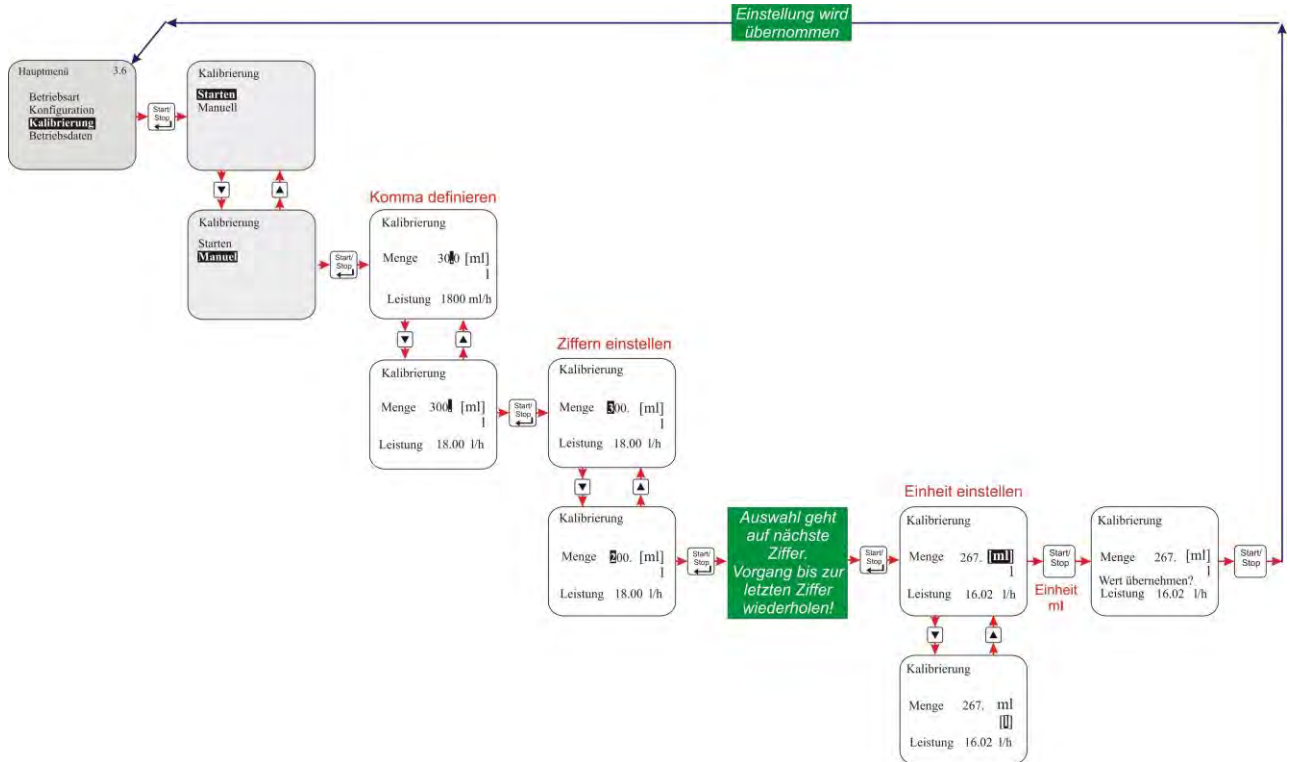 Einstellung wird
übernommen
Hauptmenü 3.6
Betriebsart
Konfiguration
Kalibrierung
Betriebsdaten
Start/
Stop
Kalibrierung
Starten
Manuell
▼ ▲
Kalibrierung
Starten
Manuel
Start/
Stop
Komma definieren
Kalibrierung
Menge 30.0 [ml]
l
Leistung 1800 ml/h
▼ ▲
Kalibrierung
Menge 300. [ml]
l
Leistung 18.00 l/h
Start/
Stop
Ziffern einstellen
Kalibrierung
Menge 300. [ml]
l
Leistung 18.00 l/h
▼ ▲
Kalibrierung
Menge 200. [ml]
l
Leistung 18.00 l/h
Start/
Stop
Auswahl geht
auf nächste
Ziffer.
Vorgang bis zur
letzten Ziffer
wiederholen!
Start/
Stop
Einheit einstellen
Kalibrierung
Menge 267. [ml]
l
Leistung 16.02 l/h
▼ ▲
Kalibrierung
Menge 267. ml
[l]
Leistung 16.02 l/h
Start/
Stop
Einheit
ml
Kalibrierung
Menge 267. [ml]
l
Wert übernehmen?
Leistung 16.02 l/h
Start/
Stop